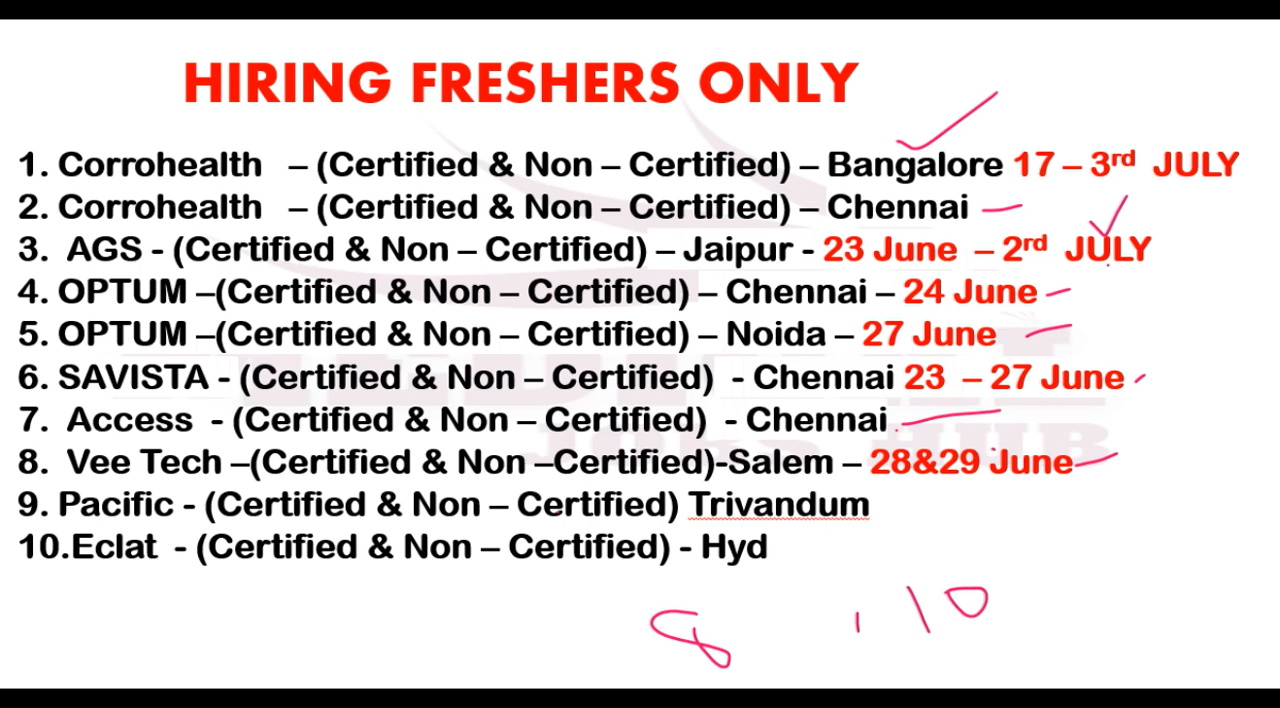 HIRING FRESHERS ONLY
1. Corrohealth – (Certified & Non – Certified) – Bangalore 17 – 3rd JULY
2. Corrohealth – (Certified & Non – Certified) – Chennai
3. AGS - (Certified & Non – Certified) – Jaipur - 23 June – 2rd JULY
4. OPTUM –(Certified & Non – Certified) – Chennai – 24 June
5. OPTUM –(Certified & Non – Certified) – Noida – 27 June
6. SAVISTA - (Certified & Non – Certified) - Chennai 23 – 27 June
7. Access - (Certified & Non – Certified) - Chennai
8. Vee Tech –(Certified & Non –Certified)-Salem – 28&29 June
9. Pacific - (Certified & Non – Certified) Trivandum
10.Eclat - (Certified & Non – Certified) - Hyd
8 , 10